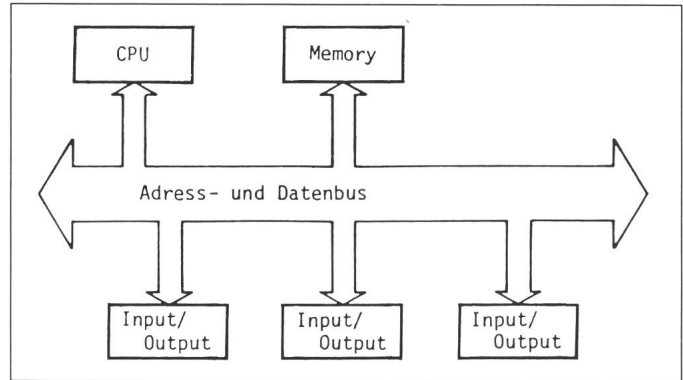 CPU
Memory
Adress- und Datenbus
Input/
Output
Input/
Output
Input/
Output